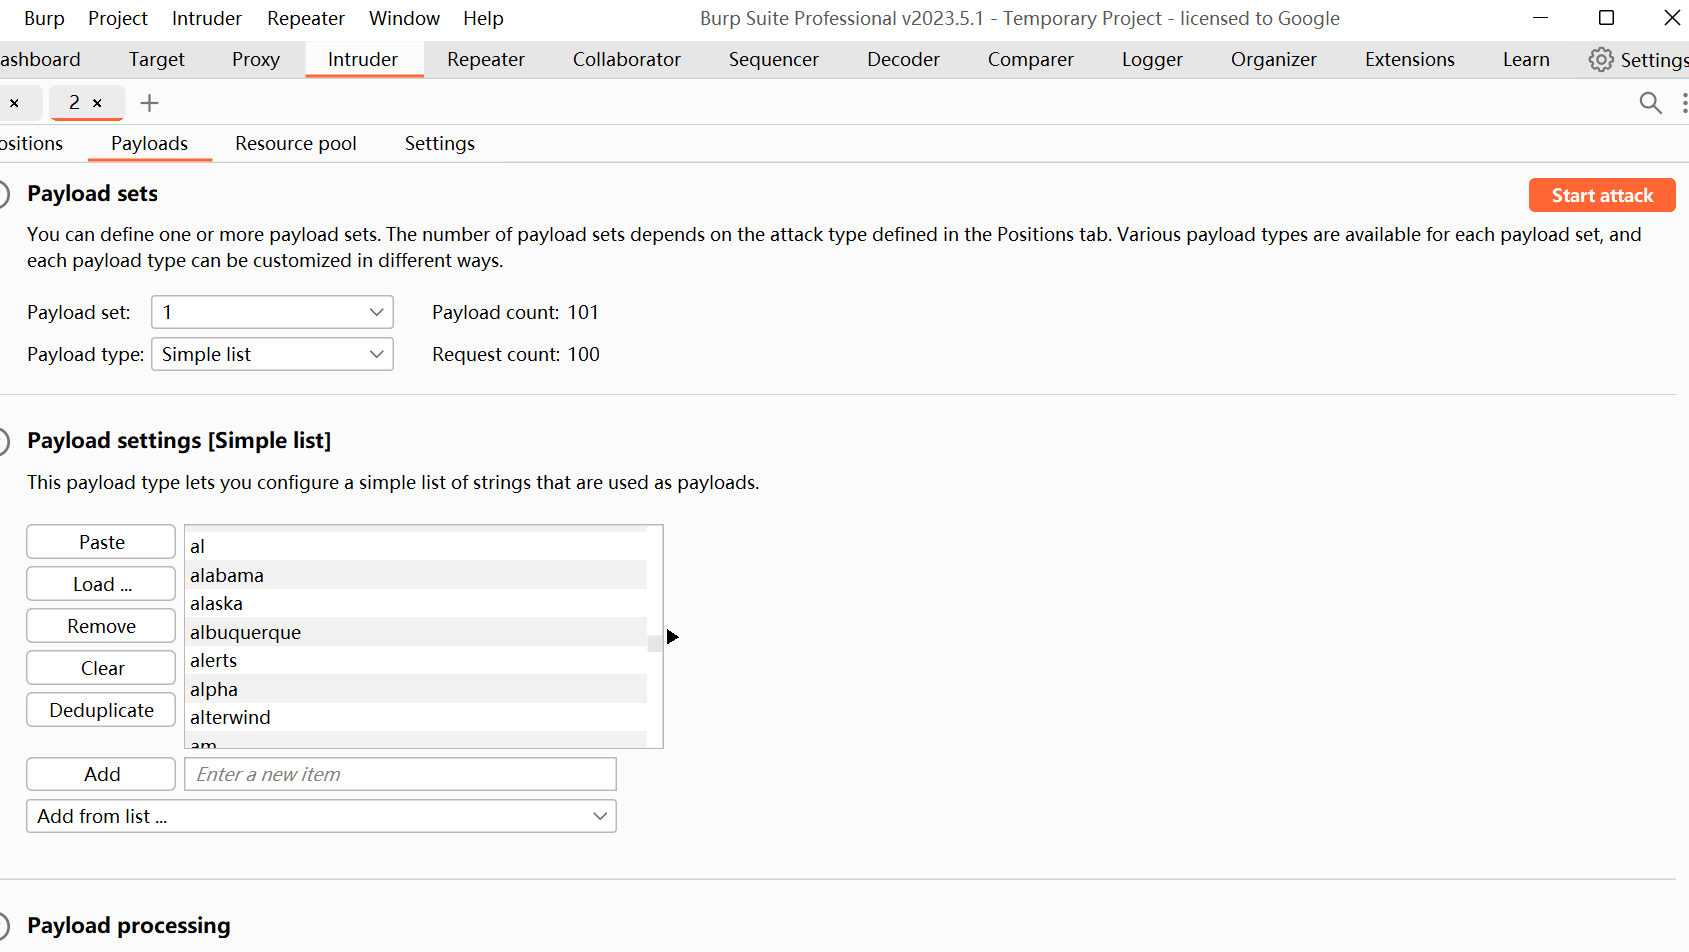 Burp Project Intruder Repeater Window Help Burp Suite Professional v2023.5.1 - Temporary Project - licensed to Google
ashboard Target Proxy Intruder Repeater Collaborator Sequencer Decoder Comparer Logger Organizer Extensions Learn Settings
× 2 × +
ositions Payloads Resource pool Settings
Payload sets Start attack
You can define one or more payload sets. The number of payload sets depends on the attack type defined in the Positions tab. Various payload types are available for each payload set, and
each payload type can be customized in different ways.
Payload set: 1 Payload count: 101
Payload type: Simple list Request count: 100
Payload settings [Simple list]
This payload type lets you configure a simple list of strings that are used as payloads.
Paste
Load ...
Remove
Clear
Deduplicate
al
alabama
alaska
albuquerque
alerts
alpha
alterwind
am
Add Enter a new item
Add from list ...
Payload processing